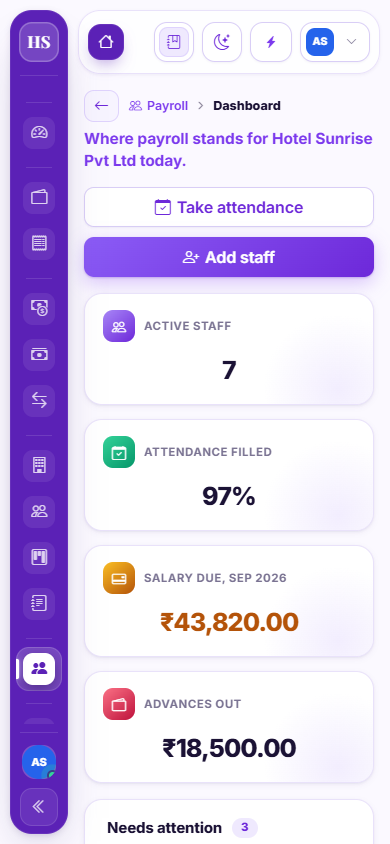 HS
AS
Payroll > Dashboard
Where payroll stands for Hotel Sunrise
Pvt Ltd today.
Take attendance
Add staff
ACTIVE STAFF
7
ATTENDANCE FILLED
97%
SALARY DUE, SEP 2026
₹43,820.00
ADVANCES OUT
₹18,500.00
Needs attention 3
AS